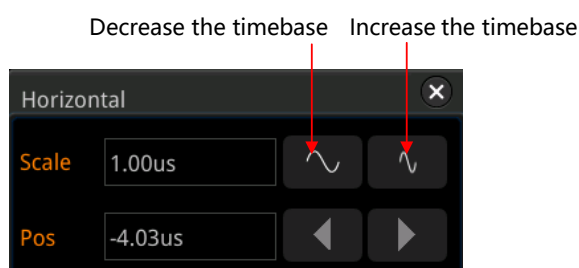 Decrease the timebase Increase the timebase
Horizontal
Scale 1.00us
Pos -4.03us